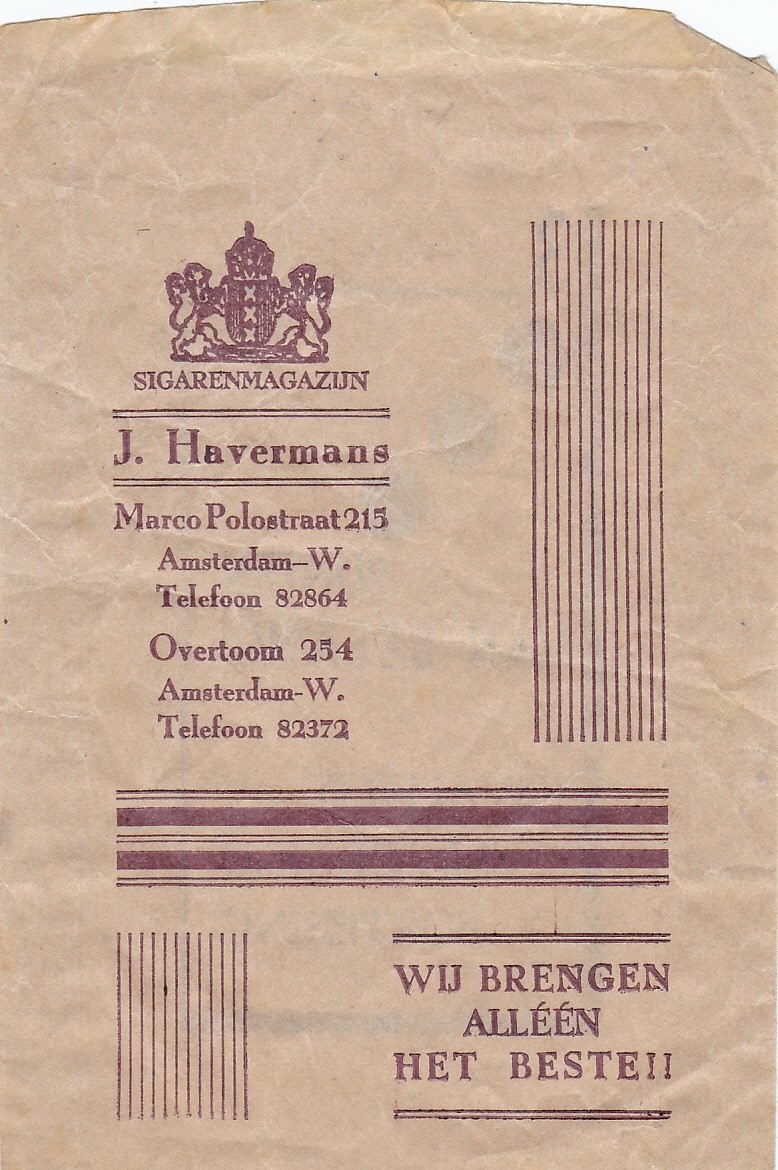 SIGARENMAGAZIJN
J. Havermans
Marco Polostraat 215
Amsterdam-W.
Telefoon 82864
Overtoom 254
Amsterdam-W.
Telefoon 82372
WIJ BRENGEN
ALLÉÉN
HET BESTE!!